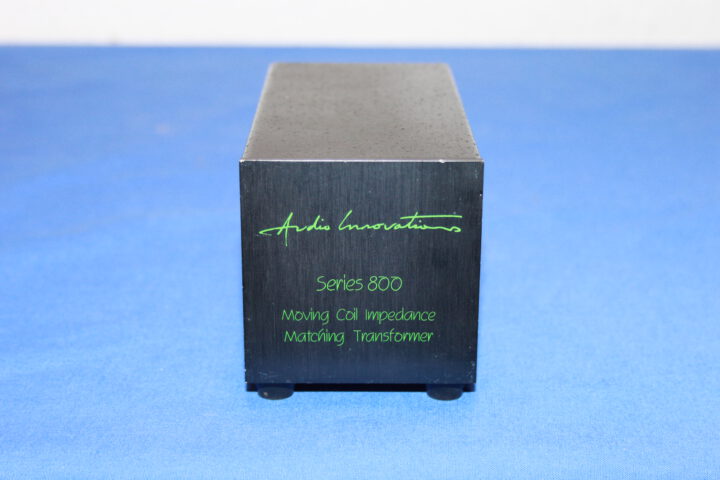 Audio Innovations
Series 800
Moving Coil Impedance
Matching Transformer